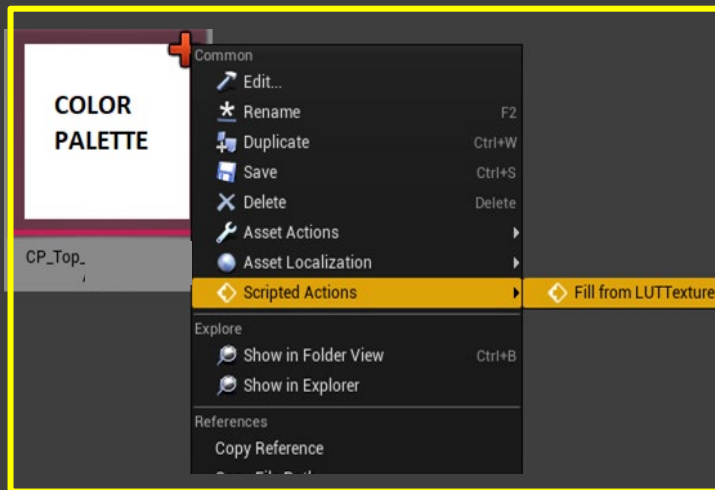 COLOR
PALETTE
CP_Top_
Common
Edit...
Rename F2
Duplicate Ctrl+W
Save Ctrl+S
Delete Delete
Asset Actions
Asset Localization
Scripted Actions
Fill from LUTTexture
Explore
Show in Folder View Ctrl+B
Show in Explorer
References
Copy Reference